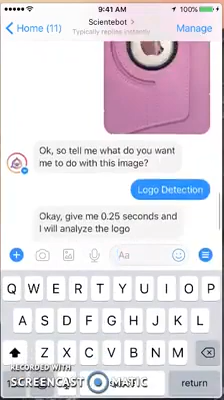 9:41 AM
100%
Home (11)
Scientebot >
Manage
Typically replies instantly
Ok, so tell me what do you want
me to do with this image?
Logo Detection
Okay, give me 0.25 seconds and
I will analyze the logo
Aa
Q W E R T Y U I O P
A S D F G H J K L
Z X C V B N M
return
RECORDED WITH
SCREENCAST MATIC